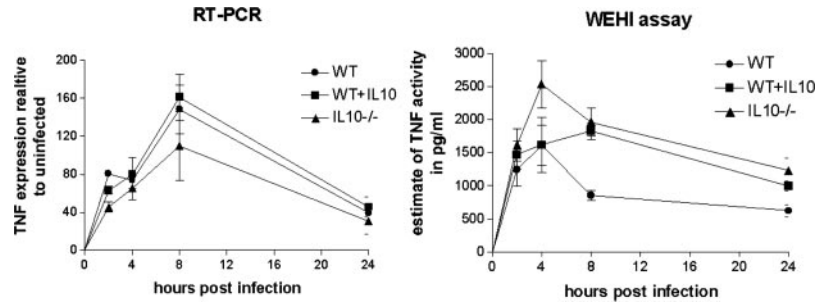 RT-PCR
TNF expression realtive
to uninfected
200
160
120
80
40
0
WT
WT+IL10
IL10-/-
0 4 8 12 16 20 24
hours post infection
WEHI assay
estimate of TNF activity
in pg/ml
3000
2500
2000
1500
1000
500
0
WT
WT+IL10
IL10-/-
0 4 8 12 16 20 24
hours post infection